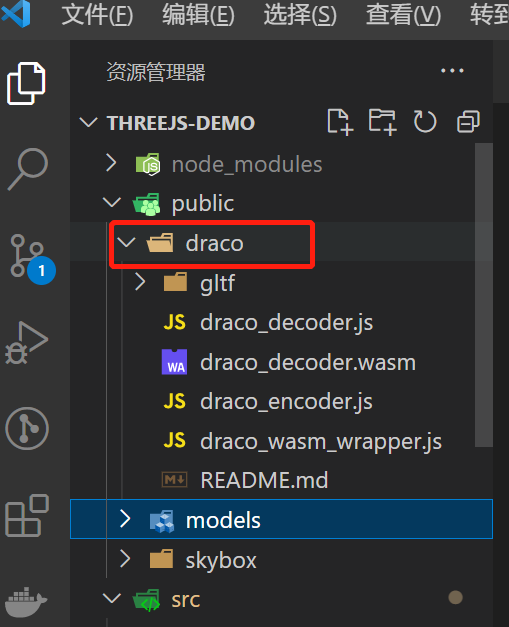 文件(F) 编辑(E) 选择(S) 查看(V) 转到
资源管理器
THREEJS-DEMO
node_modules
public
draco
gltf
JS draco_decoder.js
WA draco_decoder.wasm
JS draco_encoder.js
JS draco_wasm_wrapper.js
M README.md
models
skybox
src
1